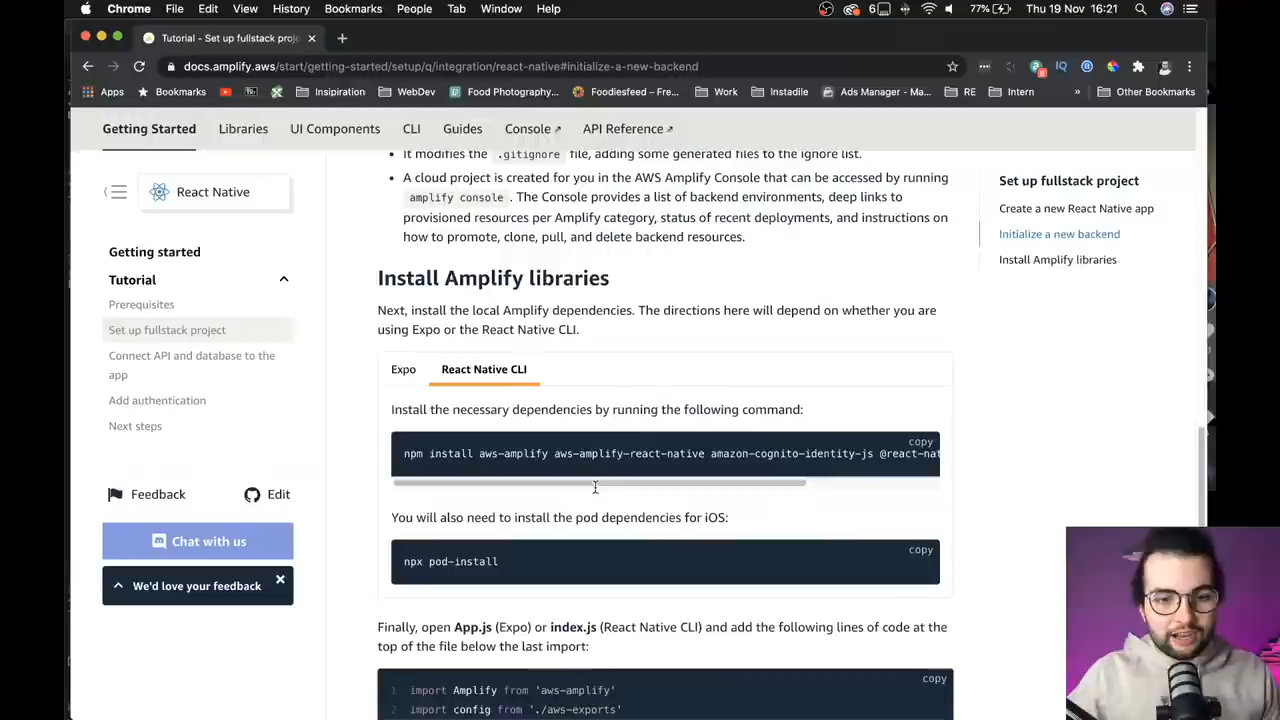 Chrome File Edit View History Bookmarks People Tab Window Help
6 77% Thu 19 Nov 16:21
Tutorial - Set up fullstack proje
docs.amplify.aws/start/getting-started/setup/q/integration/react-native#initialize-a-new-backend
Apps Bookmarks Inspiration WebDev Food Photography... Foodiesfeed – Fre... Work Instadile Ads Manager - Ma... RE Intern » Other Bookmarks
Getting Started Libraries UI Components CLI Guides Console API Reference
React Native
Getting started
Tutorial
Prerequisites
Set up fullstack project
Connect API and database to the
app
Add authentication
Next steps
Feedback Edit
Chat with us
We'd love your feedback
• It modifies the .gitignore file, adding some generated files to the ignore list.
• A cloud project is created for you in the AWS Amplify Console that can be accessed by running
amplify console . The Console provides a list of backend environments, deep links to
provisioned resources per Amplify category, status of recent deployments, and instructions on
how to promote, clone, pull, and delete backend resources.
Install Amplify libraries
Next, install the local Amplify dependencies. The directions here will depend on whether you are
using Expo or the React Native CLI.
Expo React Native CLI
Install the necessary dependencies by running the following command:
copy
npm install aws-amplify aws-amplify-react-native amazon-cognito-identity-js @react-nat
You will also need to install the pod dependencies for iOS:
copy
npx pod-install
Finally, open App.js (Expo) or index.js (React Native CLI) and add the following lines of code at the
top of the file below the last import:
copy
1 import Amplify from 'aws-amplify'
2 import config from './aws-exports'
Set up fullstack project
Create a new React Native app
Initialize a new backend
Install Amplify libraries